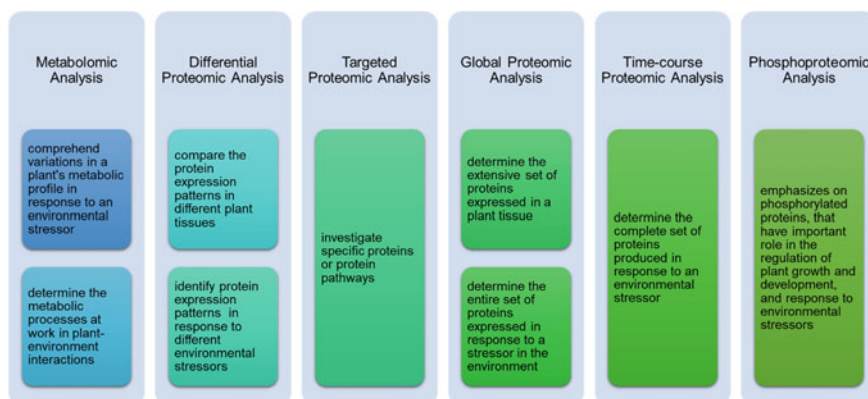 Metabolomic
Analysis
comprehend
variations in a
plant's metabolic
profile in
response to an
environmental
stressor
determine the
metabolic
processes at
work in plant-
environment
interactions
Differential
Proteomic Analysis
compare the
protein
expression
patterns in
different plant
tissues
identify protein
expression
patterns in
response to
different
environmental
stressors
Targeted
Proteomic Analysis
investigate
specific proteins
or protein
pathways
Global Proteomic
Analysis
determine the
extensive set of
proteins
expressed in a
plant tissue
determine the
entire set of
proteins
expressed in
response to a
stressor in the
environment
Time-course
Proteomic Analysis
determine the
complete set of
proteins
produced in
response to an
environmental
stressor
Phosphoproteomic
Analysis
emphasizes on
phosphorylated
proteins, that
have important
role in the
regulation of
plant growth and
development,
and response to
environmental
stressors